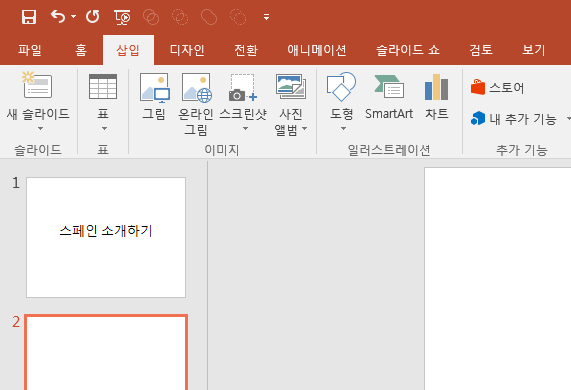 파일 홈 삽입 디자인 전환 애니메이션 슬라이드 쇼 검토 보기
새 슬라이드 표 그림 온라인 그림 스크린샷 사진 앨범 도형 SmartArt 차트 스토어
내 추가 기능
슬라이드 표 이미지 일러스트레이션 추가 기능
1
스페인 소개하기
2